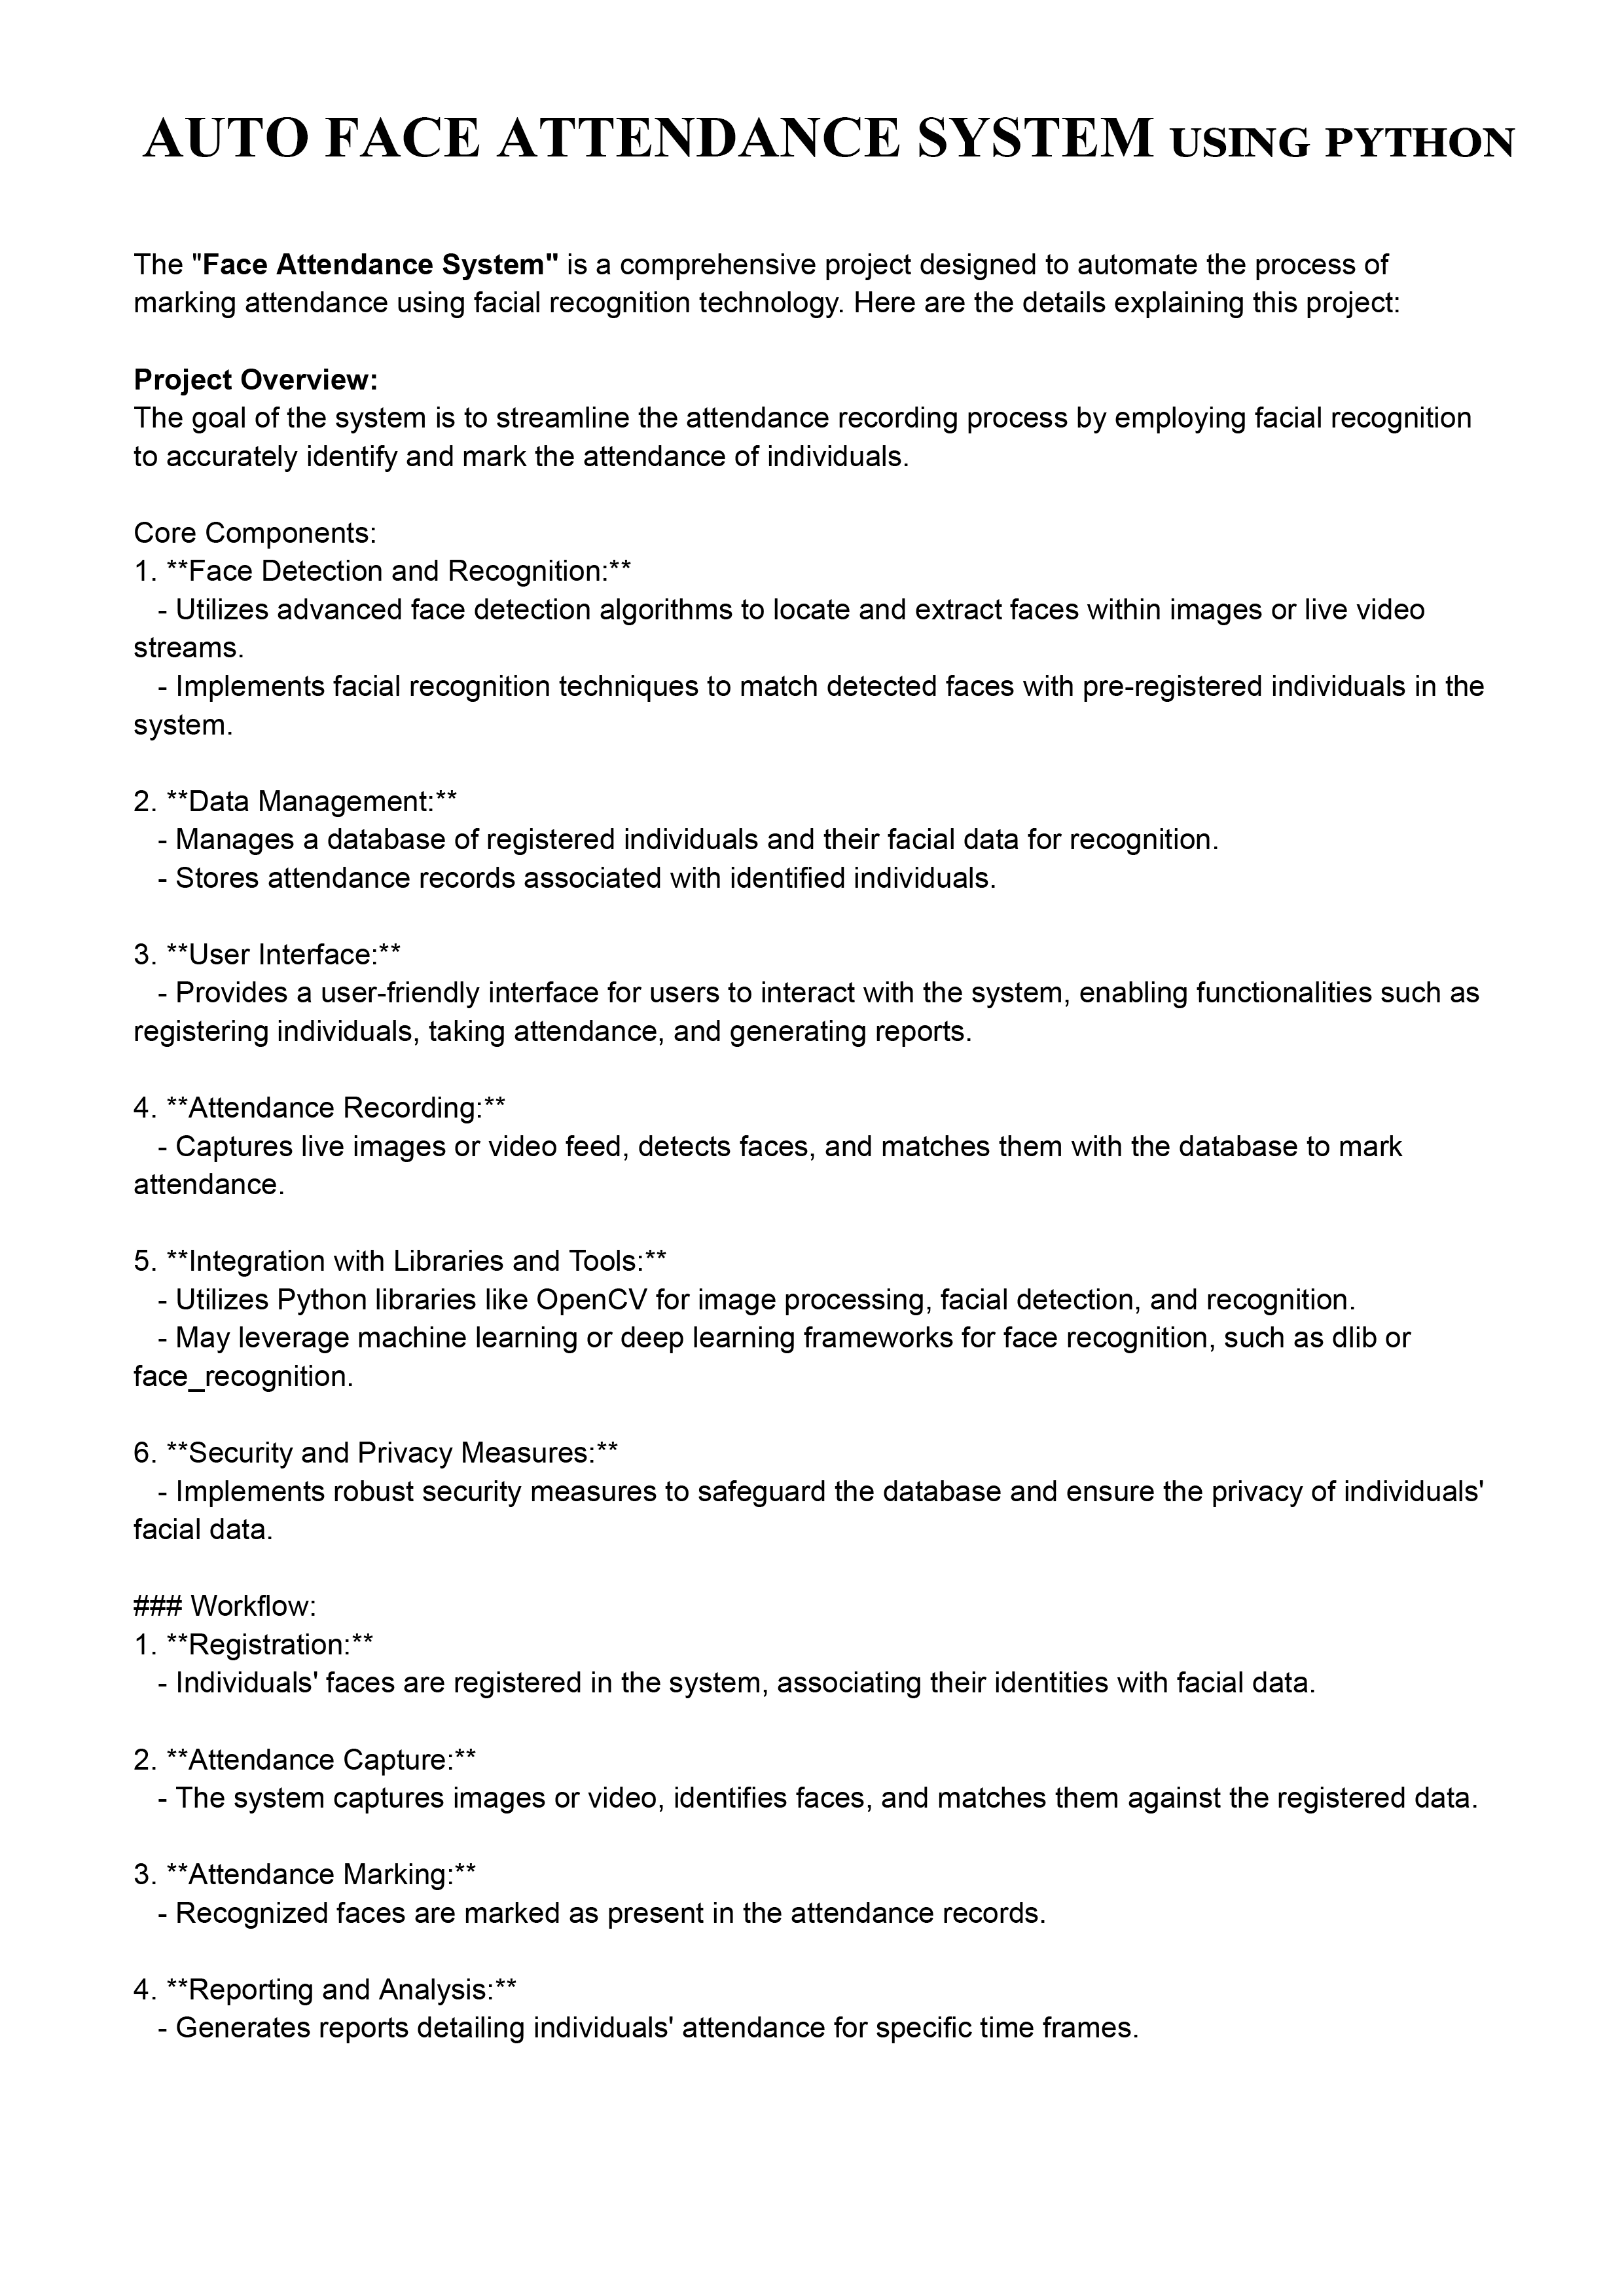 AUTO FACE ATTENDANCE SYSTEM USING PYTHON
The "Face Attendance System" is a comprehensive project designed to automate the process of
marking attendance using facial recognition technology. Here are the details explaining this project:
Project Overview:
The goal of the system is to streamline the attendance recording process by employing facial recognition
to accurately identify and mark the attendance of individuals.
Core Components:
1. **Face Detection and Recognition:**
- Utilizes advanced face detection algorithms to locate and extract faces within images or live video
streams.
- Implements facial recognition techniques to match detected faces with pre-registered individuals in the
system.
2. **Data Management:**
- Manages a database of registered individuals and their facial data for recognition.
- Stores attendance records associated with identified individuals.
3. **User Interface:**
- Provides a user-friendly interface for users to interact with the system, enabling functionalities such as
registering individuals, taking attendance, and generating reports.
4. **Attendance Recording:**
- Captures live images or video feed, detects faces, and matches them with the database to mark
attendance.
5. **Integration with Libraries and Tools:**
- Utilizes Python libraries like OpenCV for image processing, facial detection, and recognition.
- May leverage machine learning or deep learning frameworks for face recognition, such as dlib or
face_recognition.
6. **Security and Privacy Measures:**
- Implements robust security measures to safeguard the database and ensure the privacy of individuals'
facial data.
### Workflow:
1. **Registration:**
- Individuals' faces are registered in the system, associating their identities with facial data.
2. **Attendance Capture:**
- The system captures images or video, identifies faces, and matches them against the registered data.
3. **Attendance Marking:**
- Recognized faces are marked as present in the attendance records.
4. **Reporting and Analysis:**
- Generates reports detailing individuals' attendance for specific time frames.